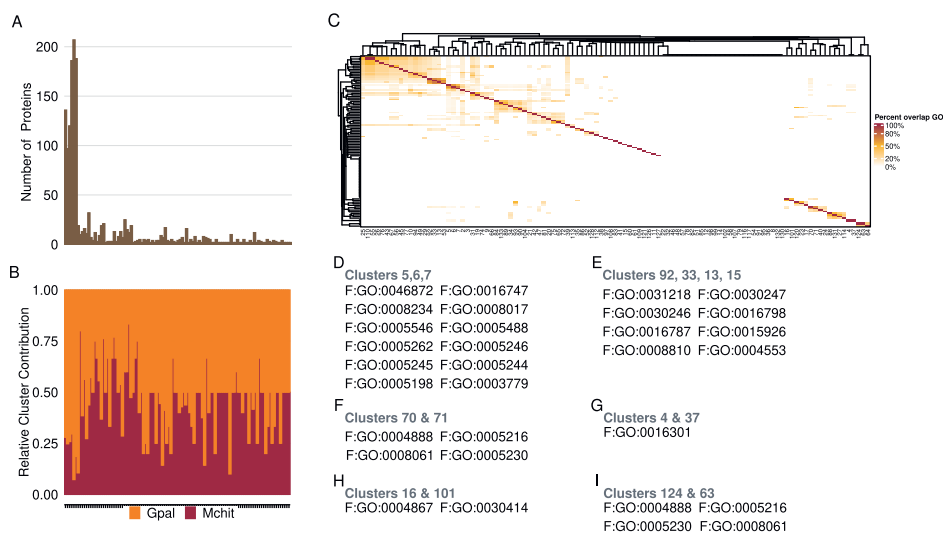 A
Number of Proteins
200
150
100
50
0
B
Relative Cluster Contribution
1.00
0.75
0.50
0.25
0.00
Gpal
Mchit
C
Percent overlap GO
100%
80%
50%
20%
0%
D
Clusters 5,6,7
F:GO:0046872 F:GO:0016747
F:GO:0008234 F:GO:0008017
F:GO:0005546 F:GO:0005488
F:GO:0005262 F:GO:0005246
F:GO:0005245 F:GO:0005244
F:GO:0005198 F:GO:0003779
E
Clusters 92, 33, 13, 15
F:GO:0031218 F:GO:0030247
F:GO:0030246 F:GO:0016798
F:GO:0016787 F:GO:0015926
F:GO:0008810 F:GO:0004553
F
Clusters 70 & 71
F:GO:0004888 F:GO:0005216
F:GO:0008061 F:GO:0005230
G
Clusters 4 & 37
F:GO:0016301
H
Clusters 16 & 101
F:GO:0004867 F:GO:0030414
I
Clusters 124 & 63
F:GO:0004888 F:GO:0005216
F:GO:0005230 F:GO:0008061